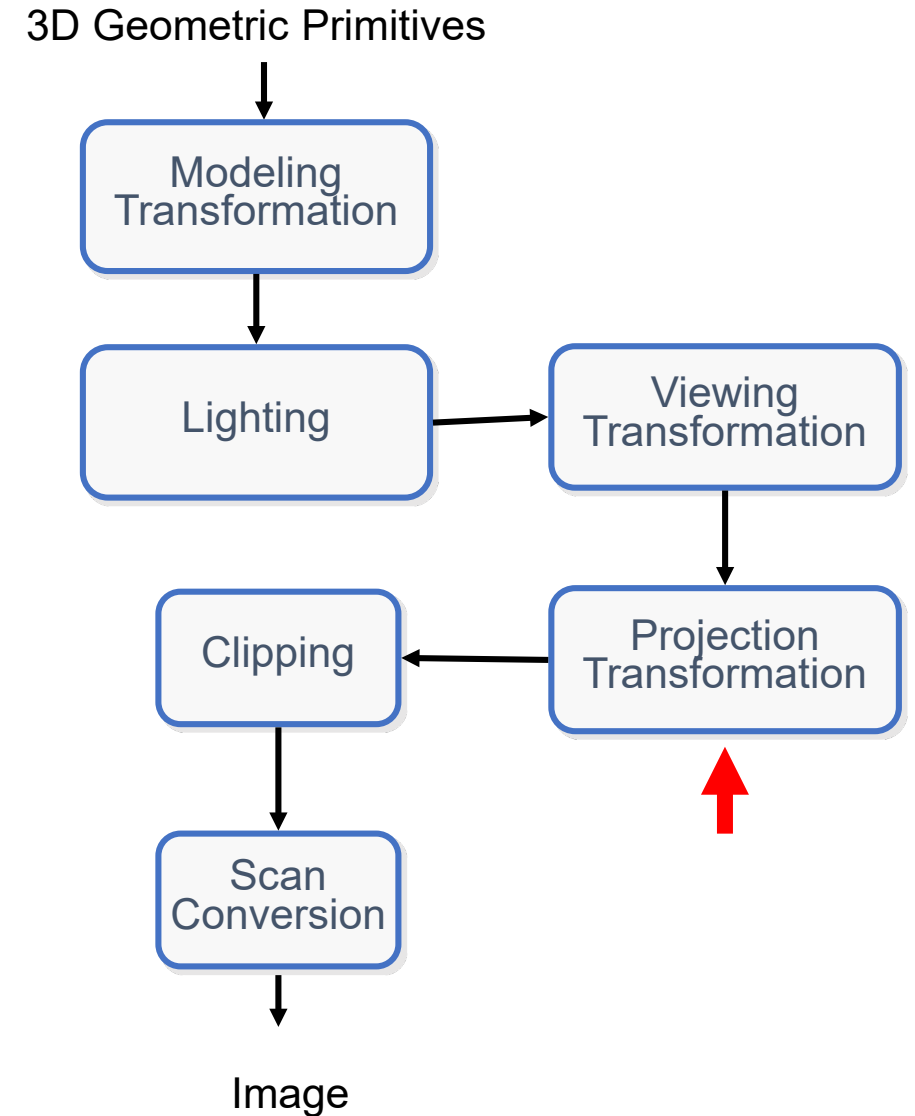 3D Geometric Primitives
Modeling
Transformation
Lighting
Viewing
Transformation
Projection
Transformation
Clipping
Scan
Conversion
Image